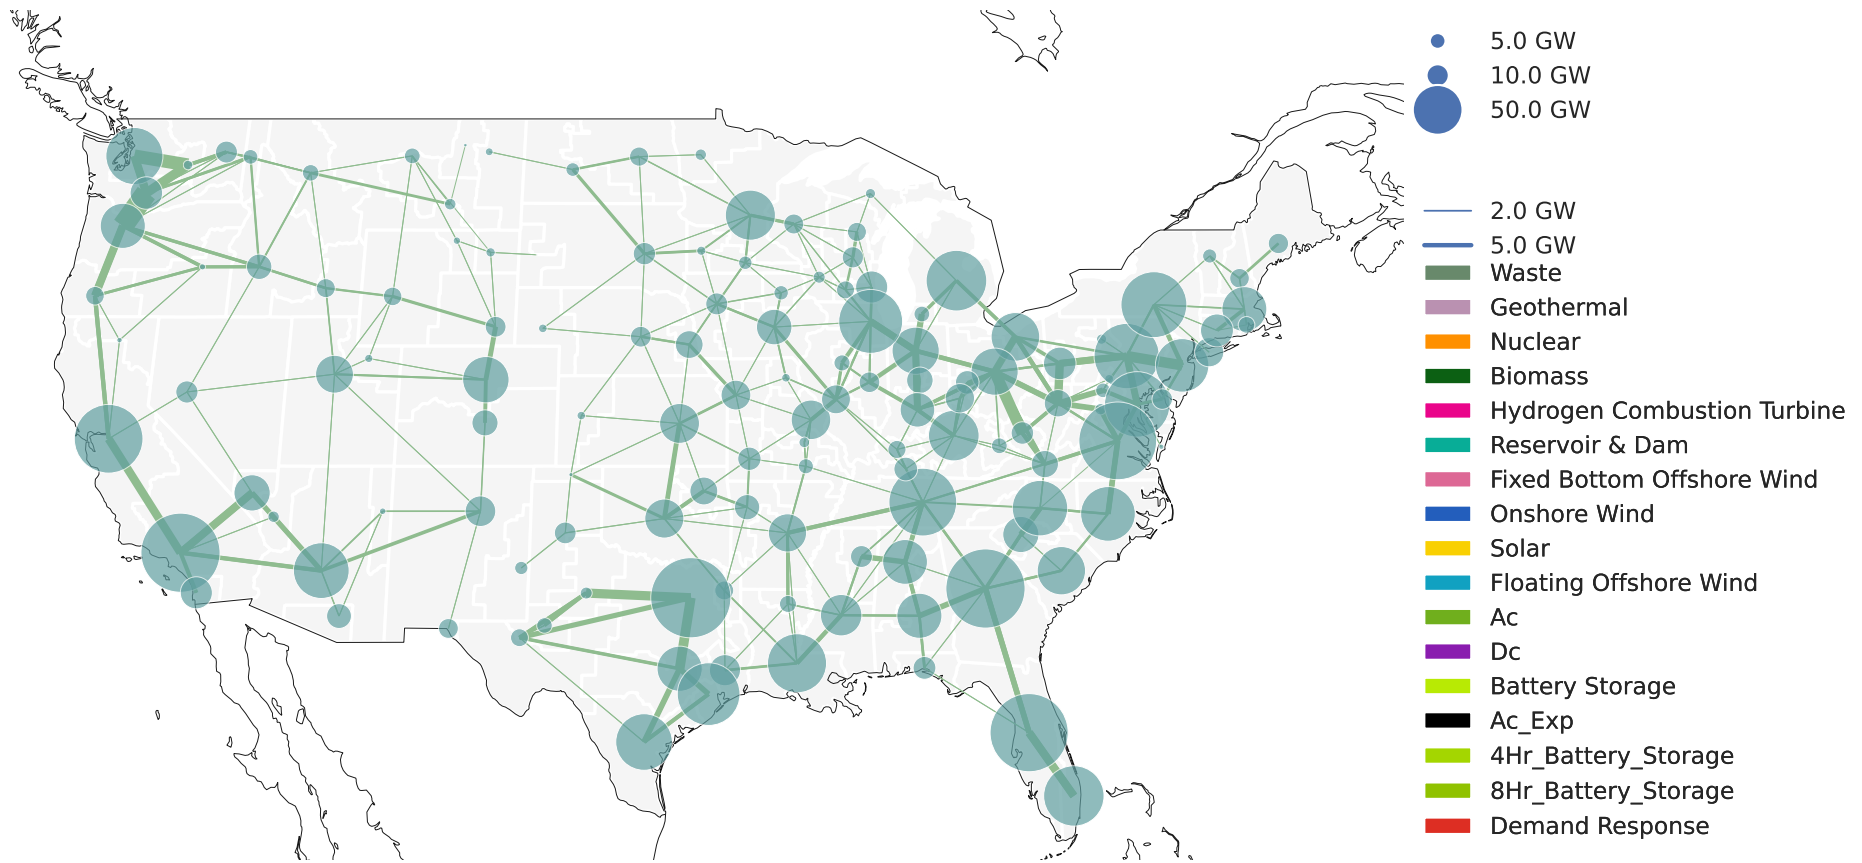 5.0 GW
10.0 GW
50.0 GW
2.0 GW
5.0 GW
Waste
Geothermal
Nuclear
Biomass
Hydrogen Combustion Turbine
Reservoir & Dam
Fixed Bottom Offshore Wind
Onshore Wind
Solar
Floating Offshore Wind
Ac
Dc
Battery Storage
Ac_Exp
4Hr_Battery_Storage
8Hr_Battery_Storage
Demand Response